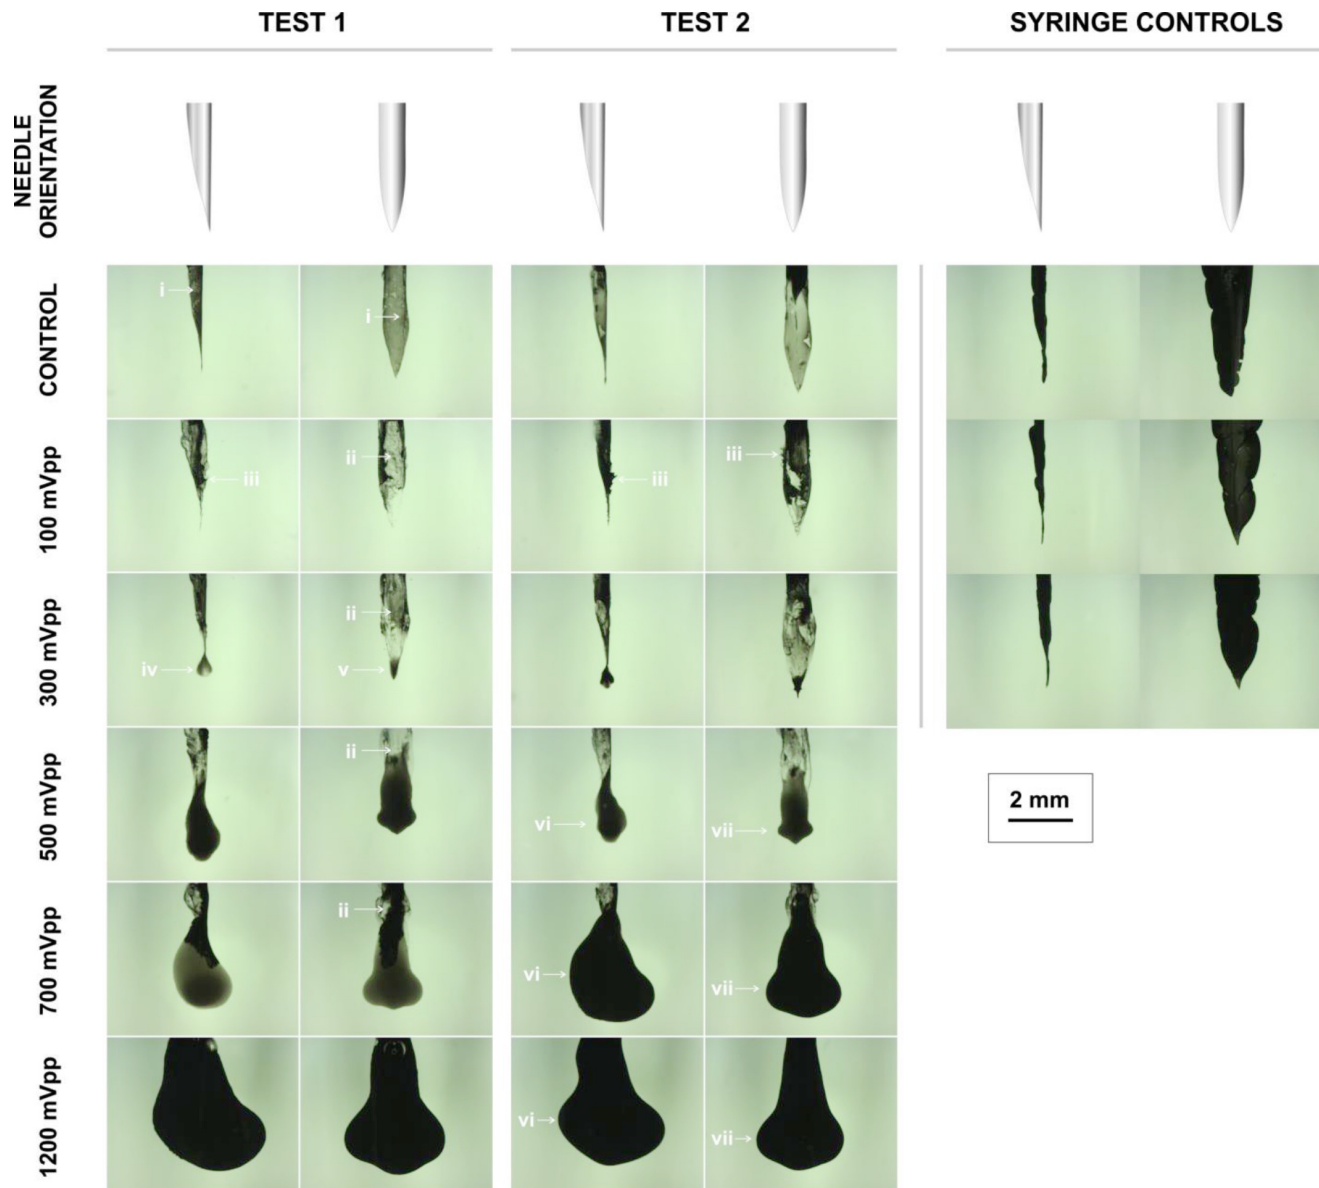 TEST 1
TEST 2
SYRINGE CONTROLS
NEEDLE
ORIENTATION
CONTROL
i
i
100 mVpp
iii
ii
iii
iii
300 mVpp
iv
ii
v
500 mVpp
ii
vi
vii
2 mm
700 mVpp
ii
vi
vii
1200 mVpp
vi
vii